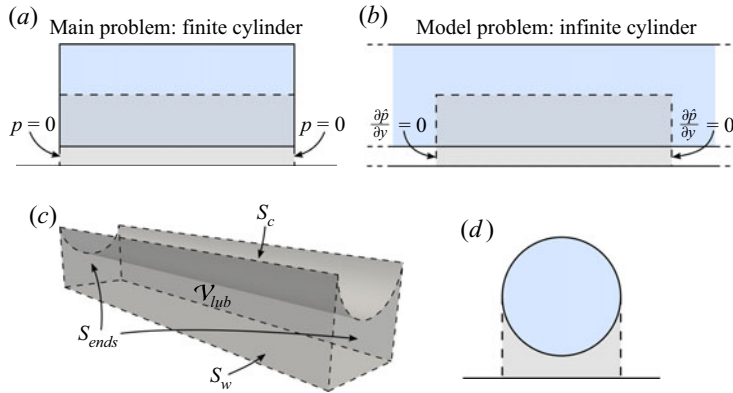 (a) Main problem: finite cylinder
p = 0
p = 0
(b) Model problem: infinite cylinder
∂p̂/∂y = 0
∂p̂/∂y = 0
(c)
S_c
𝒱_lub
S_ends
S_w
(d)